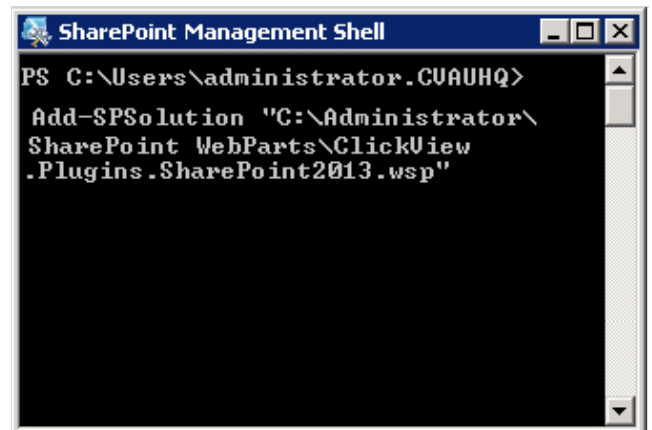 SharePoint Management Shell
PS C:\Users\administrator.CVAUHQ>
Add-SPSolution "C:\Administrator\
SharePoint WebParts\ClickView
.Plugins.SharePoint2013.wsp"